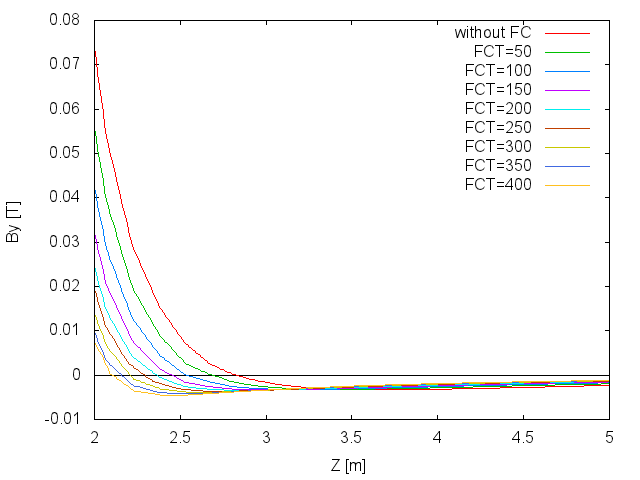 0.08
0.07
0.06
0.05
0.04
0.03
0.02
0.01
0
-0.01
By [T]
without FC
FCT=50
FCT=100
FCT=150
FCT=200
FCT=250
FCT=300
FCT=350
FCT=400
2 2.5 3 3.5 4 4.5 5
Z [m]